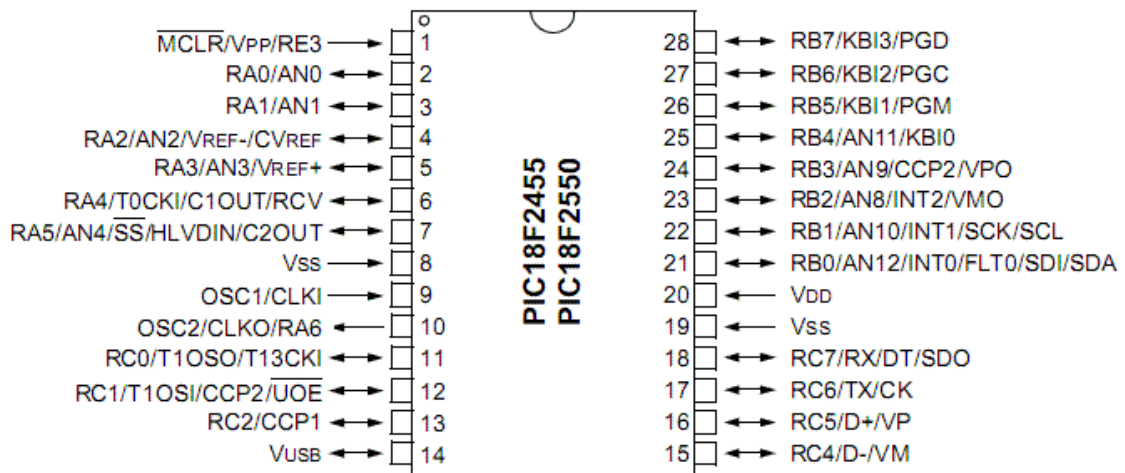 MCLR/VPP/RE3 1
RA0/AN0 2
RA1/AN1 3
RA2/AN2/VREF-/CVREF 4
RA3/AN3/VREF+ 5
RA4/T0CKI/C1OUT/RCV 6
RA5/AN4/SS/HLVDIN/C2OUT 7
VSS 8
OSC1/CLKI 9
OSC2/CLKO/RA6 10
RC0/T1OSO/T13CKI 11
RC1/T1OSI/CCP2/UOE 12
RC2/CCP1 13
VUSB 14
PIC18F2455
PIC18F2550
28 RB7/KBI3/PGD
27 RB6/KBI2/PGC
26 RB5/KBI1/PGM
25 RB4/AN11/KBI0
24 RB3/AN9/CCP2/VPO
23 RB2/AN8/INT2/VMO
22 RB1/AN10/INT1/SCK/SCL
21 RB0/AN12/INT0/FLT0/SDI/SDA
20 VDD
19 VSS
18 RC7/RX/DT/SDO
17 RC6/TX/CK
16 RC5/D+/VP
15 RC4/D-/VM